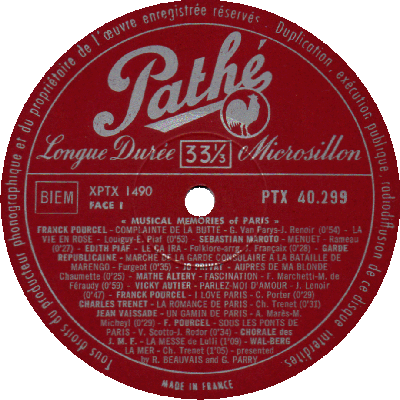 Tous droits du producteur phonographique et du propriétaire de l'œuvre enregistrée réservés. Duplication, exécution publique, radiodiffusion de ce disque interdites
Pathé
Longue Durée 33⅓ Microsillon
BIEM
XPTX 1490
FACE I
PTX 40.299
« MUSICAL MEMORIES of PARIS »
FRANCK POURCEL - COMPLAINTE DE LA BUTTE - G. Van Parys-J. Renoir (0'54) - LA
VIE EN ROSE - Louiguy-E. Piaf (0'53) - SEBASTIAN MAROTO - MENUET - Rameau
(0'27) - EDITH PIAF - LE ÇA IRA - Folklore-arrg. J. Français (0'28) - GARDE
REPUBLICAINE - MARCHE DE LA GARDE CONSULAIRE A LA BATAILLE DE
MARENGO - Furgeot (0'35) - JO PRIVAT - AUPRES DE MA BLONDE
Chaumette (0'25) - MATHE ALTERY - FASCINATION - F. Marchetti-M. de
Féraudy (0'53) - VICKY AUTIER - PARLEZ-MOI D'AMOUR - J. Lenoir
(0'47) - FRANCK POURCEL - I LOVE PARIS - C. Porter (0'29)
CHARLES TRENET - LA ROMANCE DE PARIS - Ch. Trenet (0'31)
JEAN VAISSADE - UN GAMIN DE PARIS - A. Marès-M.
Micheyl (0'29) - F. POURCEL - SOUS LES PONTS DE
PARIS - V. Scotto-J. Rodor (0'34) - CHORALE des
J. M. F. - LA MESSE de Lulli (1'09) - WAL-BERG
LA MER - Ch. Trenet (1'05) - presented
by R. BEAUVAIS and G. PARRY
MADE IN FRANCE